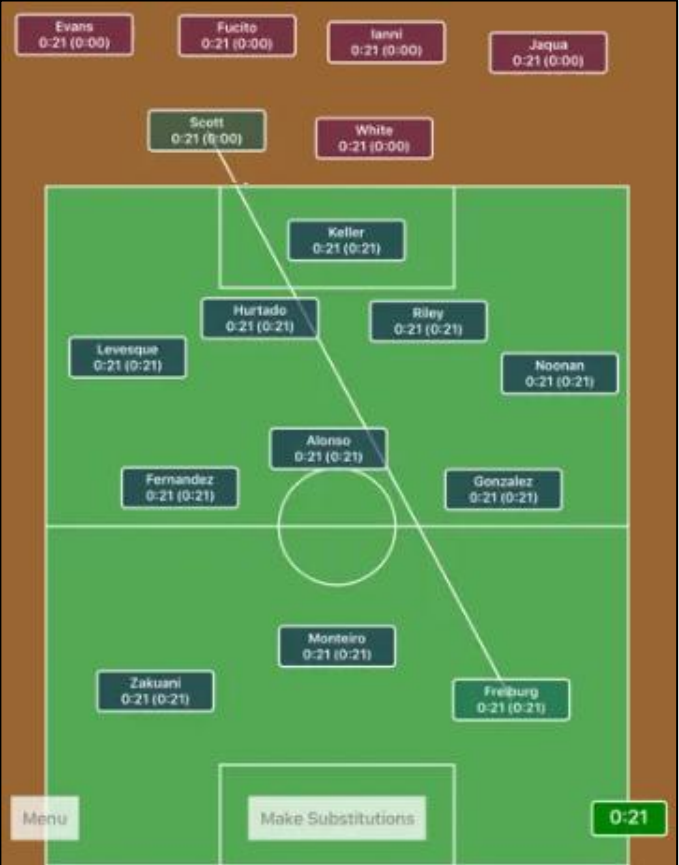 Evans
0:21 (0:00)
Fucito
0:21 (0:00)
Ianni
0:21 (0:00)
Jaqua
0:21 (0:00)
Scott
0:21 (0:00)
White
0:21 (0:00)
Keller
0:21 (0:21)
Hurtado
0:21 (0:21)
Riley
0:21 (0:21)
Levesque
0:21 (0:21)
Noonan
0:21 (0:21)
Alonso
0:21 (0:21)
Fernandez
0:21 (0:21)
Gonzalez
0:21 (0:21)
Monteiro
0:21 (0:21)
Zakuani
0:21 (0:21)
Freiburg
0:21 (0:21)
Menu
Make Substitutions
0:21